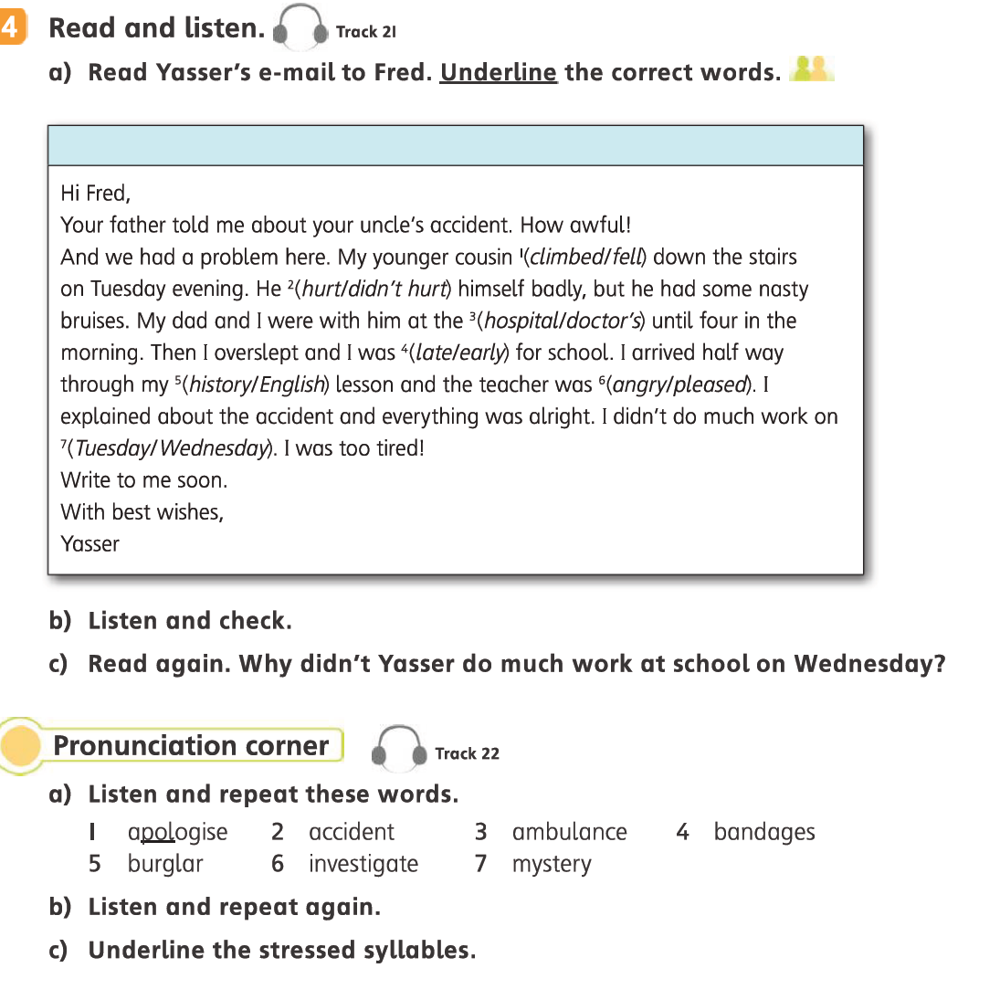 4 Read and listen. Track 21
a) Read Yasser's e-mail to Fred. Underline the correct words.
Hi Fred,
Your father told me about your uncle's accident. How awful!
And we had a problem here. My younger cousin ¹(climbed/fell) down the stairs
on Tuesday evening. He ²(hurt/didn't hurt) himself badly, but he had some nasty
bruises. My dad and I were with him at the ³(hospital/doctor's) until four in the
morning. Then I overslept and I was ⁴(late/early) for school. I arrived half way
through my ⁵(history/English) lesson and the teacher was ⁶(angry/pleased). I
explained about the accident and everything was alright. I didn't do much work on
⁷(Tuesday/Wednesday). I was too tired!
Write to me soon.
With best wishes,
Yasser
b) Listen and check.
c) Read again. Why didn't Yasser do much work at school on Wednesday?
Pronunciation corner Track 22
a) Listen and repeat these words.
1 apologise 2 accident 3 ambulance 4 bandages
5 burglar 6 investigate 7 mystery
b) Listen and repeat again.
c) Underline the stressed syllables.